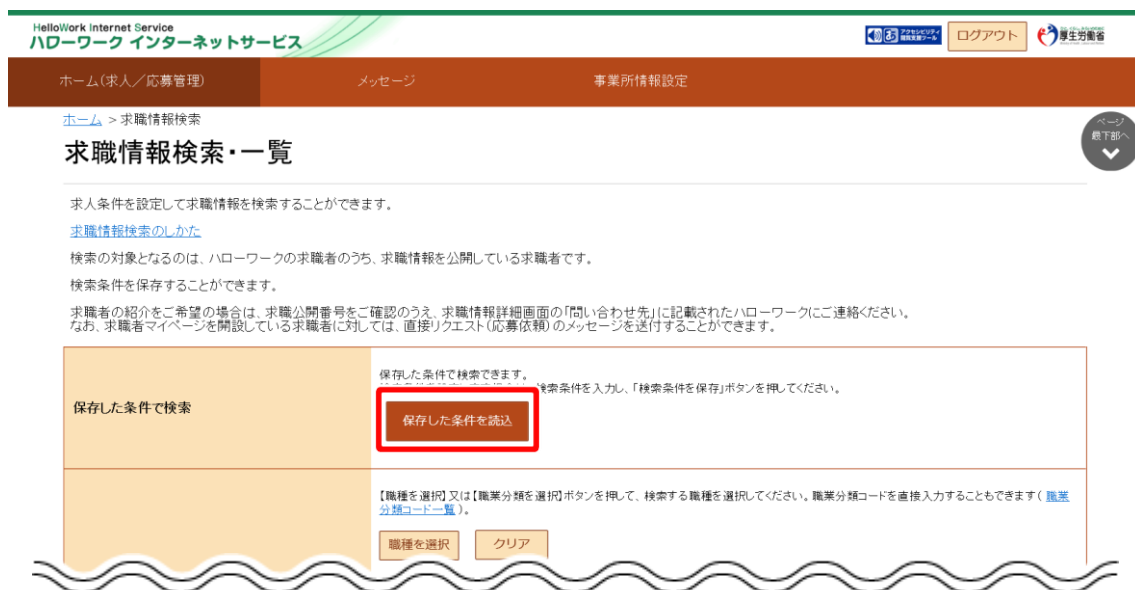 HelloWork Internet Service
ハローワーク インターネットサービス
アクセシビリティ
閲覧支援ツール
ログアウト
厚生労働省
ホーム(求人/応募管理)
メッセージ
事業所情報設定
ホーム > 求職情報検索
ページ
最下部へ
求職情報検索・一覧
求人条件を設定して求職情報を検索することができます。
求職情報検索のしかた
検索の対象となるのは、ハローワークの求職者のうち、求職情報を公開している求職者です。
検索条件を保存することができます。
求職者の紹介をご希望の場合は、求職公開番号をご確認のうえ、求職情報詳細画面の「問い合わせ先」に記載されたハローワークにご連絡ください。
なお、求職者マイページを開設している求職者に対しては、直接リクエスト(応募依頼)のメッセージを送付することができます。
保存した条件で検索
保存した条件で検索できます。
検索条件を入力し、「検索条件を保存」ボタンを押してください。
保存した条件を読込
【職種を選択】又は【職業分類を選択】ボタンを押して、検索する職種を選択してください。職業分類コードを直接入力することもできます( 職業
分類コード一覧 )。
職種を選択
クリア